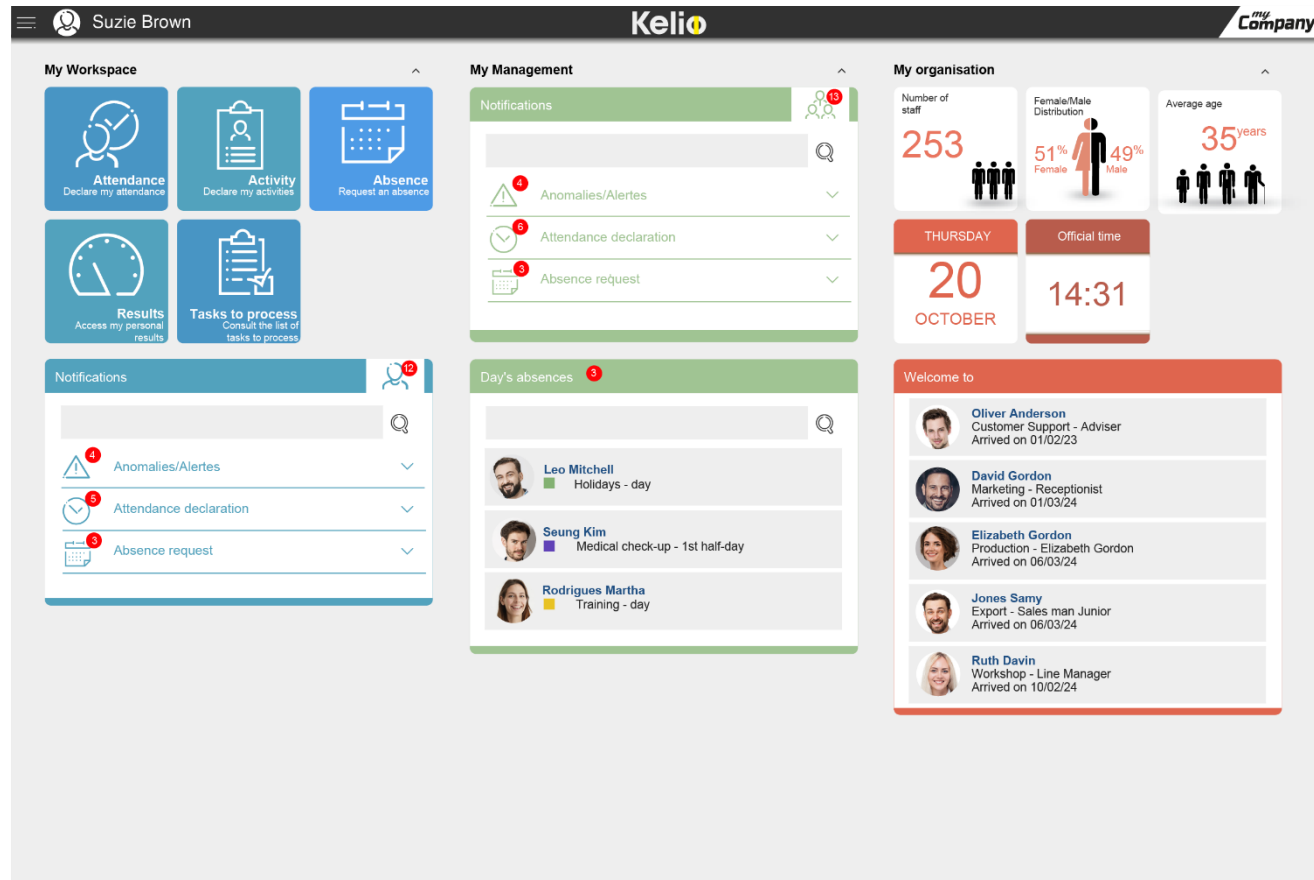 Suzie Brown
Kelio
my
Company
My Workspace
Attendance
Declare my attendance
Activity
Declare my activities
Absence
Request an absence
Results
Access my personal
results
Tasks to process
Consult the list of
tasks to process
Notifications
12
4
Anomalies/Alertes
5
Attendance declaration
3
Absence request
My Management
Notifications
13
4
Anomalies/Alertes
6
Attendance declaration
3
Absence request
Day's absences 3
Leo Mitchell
Holidays - day
Seung Kim
Medical check-up - 1st half-day
Rodrigues Martha
Training - day
My organisation
Number of
staff
253
Female/Male
Distribution
51% Female
49% Male
Average age
35 years
THURSDAY
20
OCTOBER
Official time
14:31
Welcome to
Oliver Anderson
Customer Support - Adviser
Arrived on 01/02/23
David Gordon
Marketing - Receptionist
Arrived on 01/03/24
Elizabeth Gordon
Production - Elizabeth Gordon
Arrived on 06/03/24
Jones Samy
Export - Sales man Junior
Arrived on 06/03/24
Ruth Davin
Workshop - Line Manager
Arrived on 10/02/24